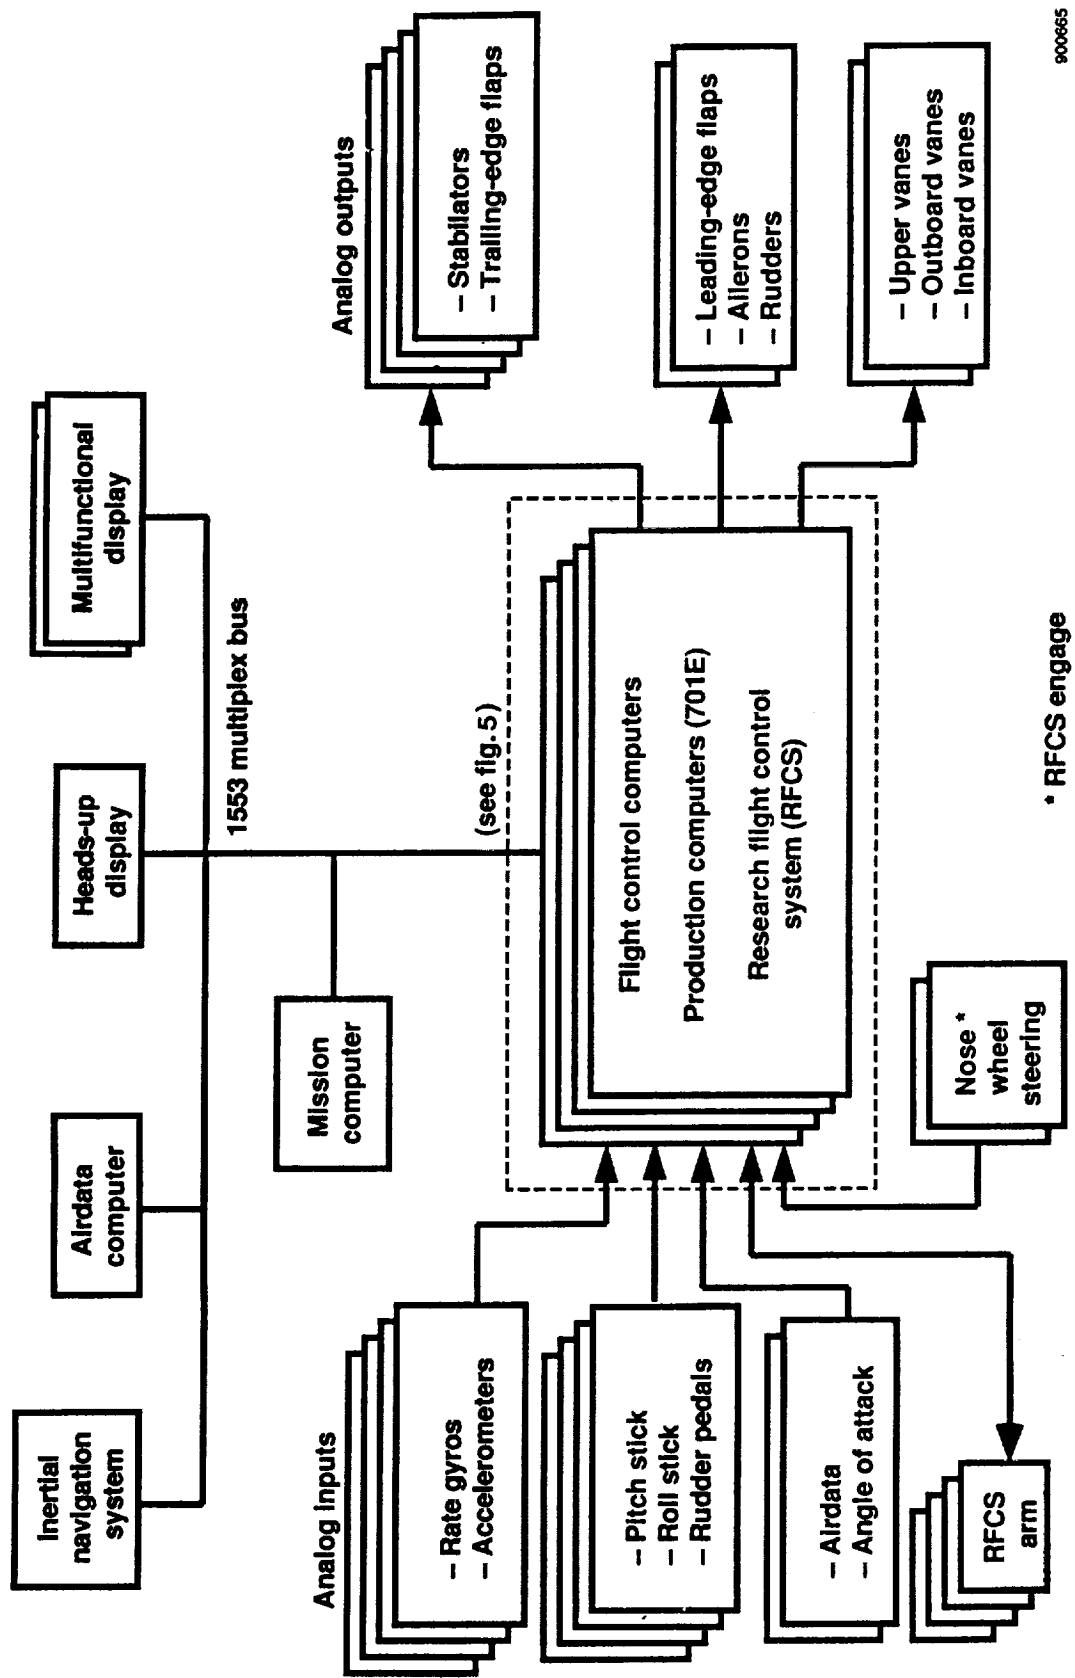 Inertial
navigation
system
Airdata
computer
Heads-up
display
Multifunctional
display
1553 multiplex bus
Mission
computer
(see fig. 5)
Analog inputs
– Rate gyros
– Accelerometers
– Pitch stick
– Roll stick
– Rudder pedals
– Airdata
– Angle of attack
RFCS
arm
Nose *
wheel
steering
Flight control computers
Production computers (701E)
Research flight control
system (RFCS)
Analog outputs
– Stabilators
– Trailing-edge flaps
– Leading-edge flaps
– Ailerons
– Rudders
– Upper vanes
– Outboard vanes
– Inboard vanes
* RFCS engage
900665